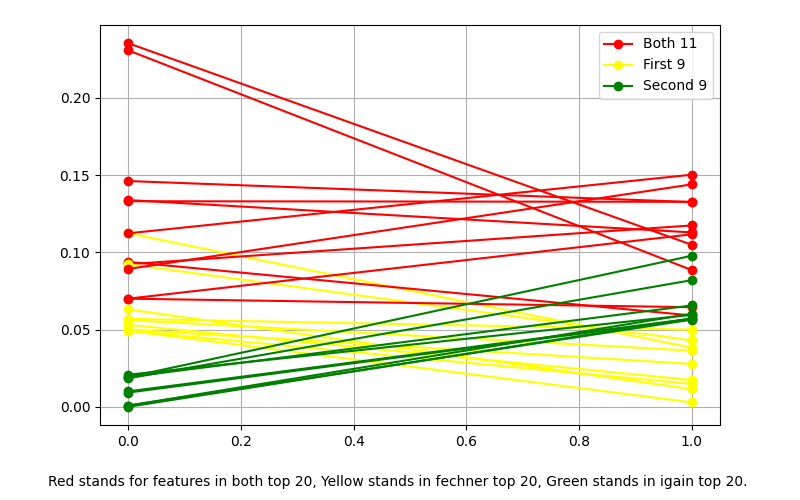 Both 11
First 9
Second 9
0.20
0.15
0.10
0.05
0.00
0.0 0.2 0.4 0.6 0.8 1.0
Red stands for features in both top 20, Yellow stands in fechner top 20, Green stands in igain top 20.